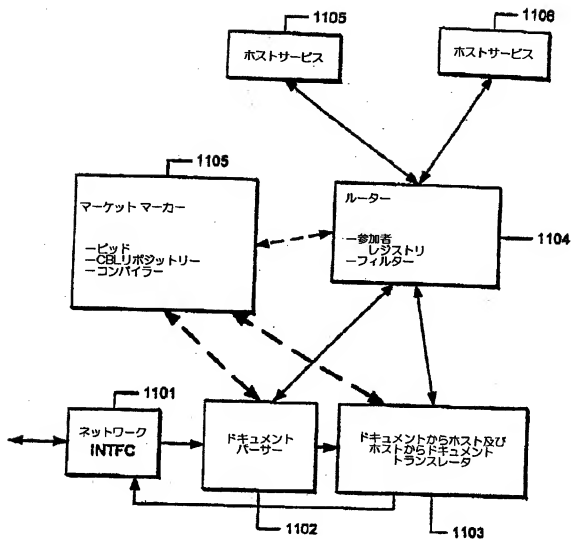 1105
1106
ホストサービス
ホストサービス
1105
マーケット マーカー
ーピッド
ーCBLリポジットリー
ーコンパイラー
ルーター
ー参加者
レジストリ
ーフィルター
1104
1101
ネットワーク
INTFC
ドキュメント
パーサー
ドキュメントからホスト及び
ホストからドキュメント
トランスレータ
1102
1103